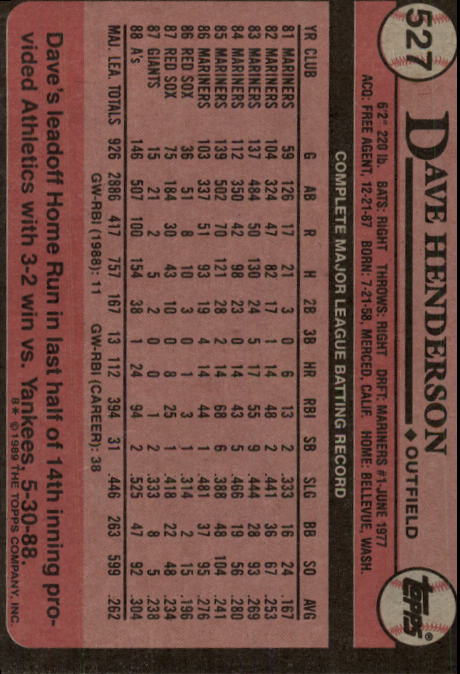 527
DAVE HENDERSON ♦ OUTFIELD
TOPPS®
6'2" 220 lb. BATS: RIGHT THROWS: RIGHT DRFT: MARINERS #1-JUNE 1977
ACQ: FREE AGENT, 12-21-87 BORN: 7-21-58, MERCED, CALIF. HOME: BELLEVUE, WASH.
COMPLETE MAJOR LEAGUE BATTING RECORD
YR CLUB G AB R H 2B 3B HR RBI SB SLG BB SO AVG
81 MARINERS 59 126 17 21 3 0 6 13 2 .333 16 24 .167
82 MARINERS 104 324 47 82 17 1 14 48 2 .441 36 67 .253
83 MARINERS 137 484 50 130 24 5 17 55 9 .444 28 93 .269
84 MARINERS 112 350 42 98 23 0 14 43 5 .466 19 56 .280
85 MARINERS 139 502 70 121 28 2 14 68 6 .388 48 104 .241
86 MARINERS 103 337 51 93 19 4 14 44 1 .481 37 95 .276
86 RED SOX 36 51 8 10 3 0 1 3 1 .314 2 15 .196
87 RED SOX 75 184 30 43 10 0 8 25 1 .418 22 48 .234
87 GIANTS 15 21 2 5 2 0 0 1 2 .333 8 5 .238
88 A's 146 507 100 154 38 1 24 94 2 .525 47 92 .304
MAJ. LEA. TOTALS 926 2886 417 757 167 13 112 394 31 .446 263 599 .262
GW-RBI (1988): 11 GW-RBI (CAREER): 38
Dave's leadoff Home Run in last half of 14th inning pro-
vided Athletics with 3-2 win vs. Yankees, 5-30-88.
B* © 1989 THE TOPPS COMPANY, INC.